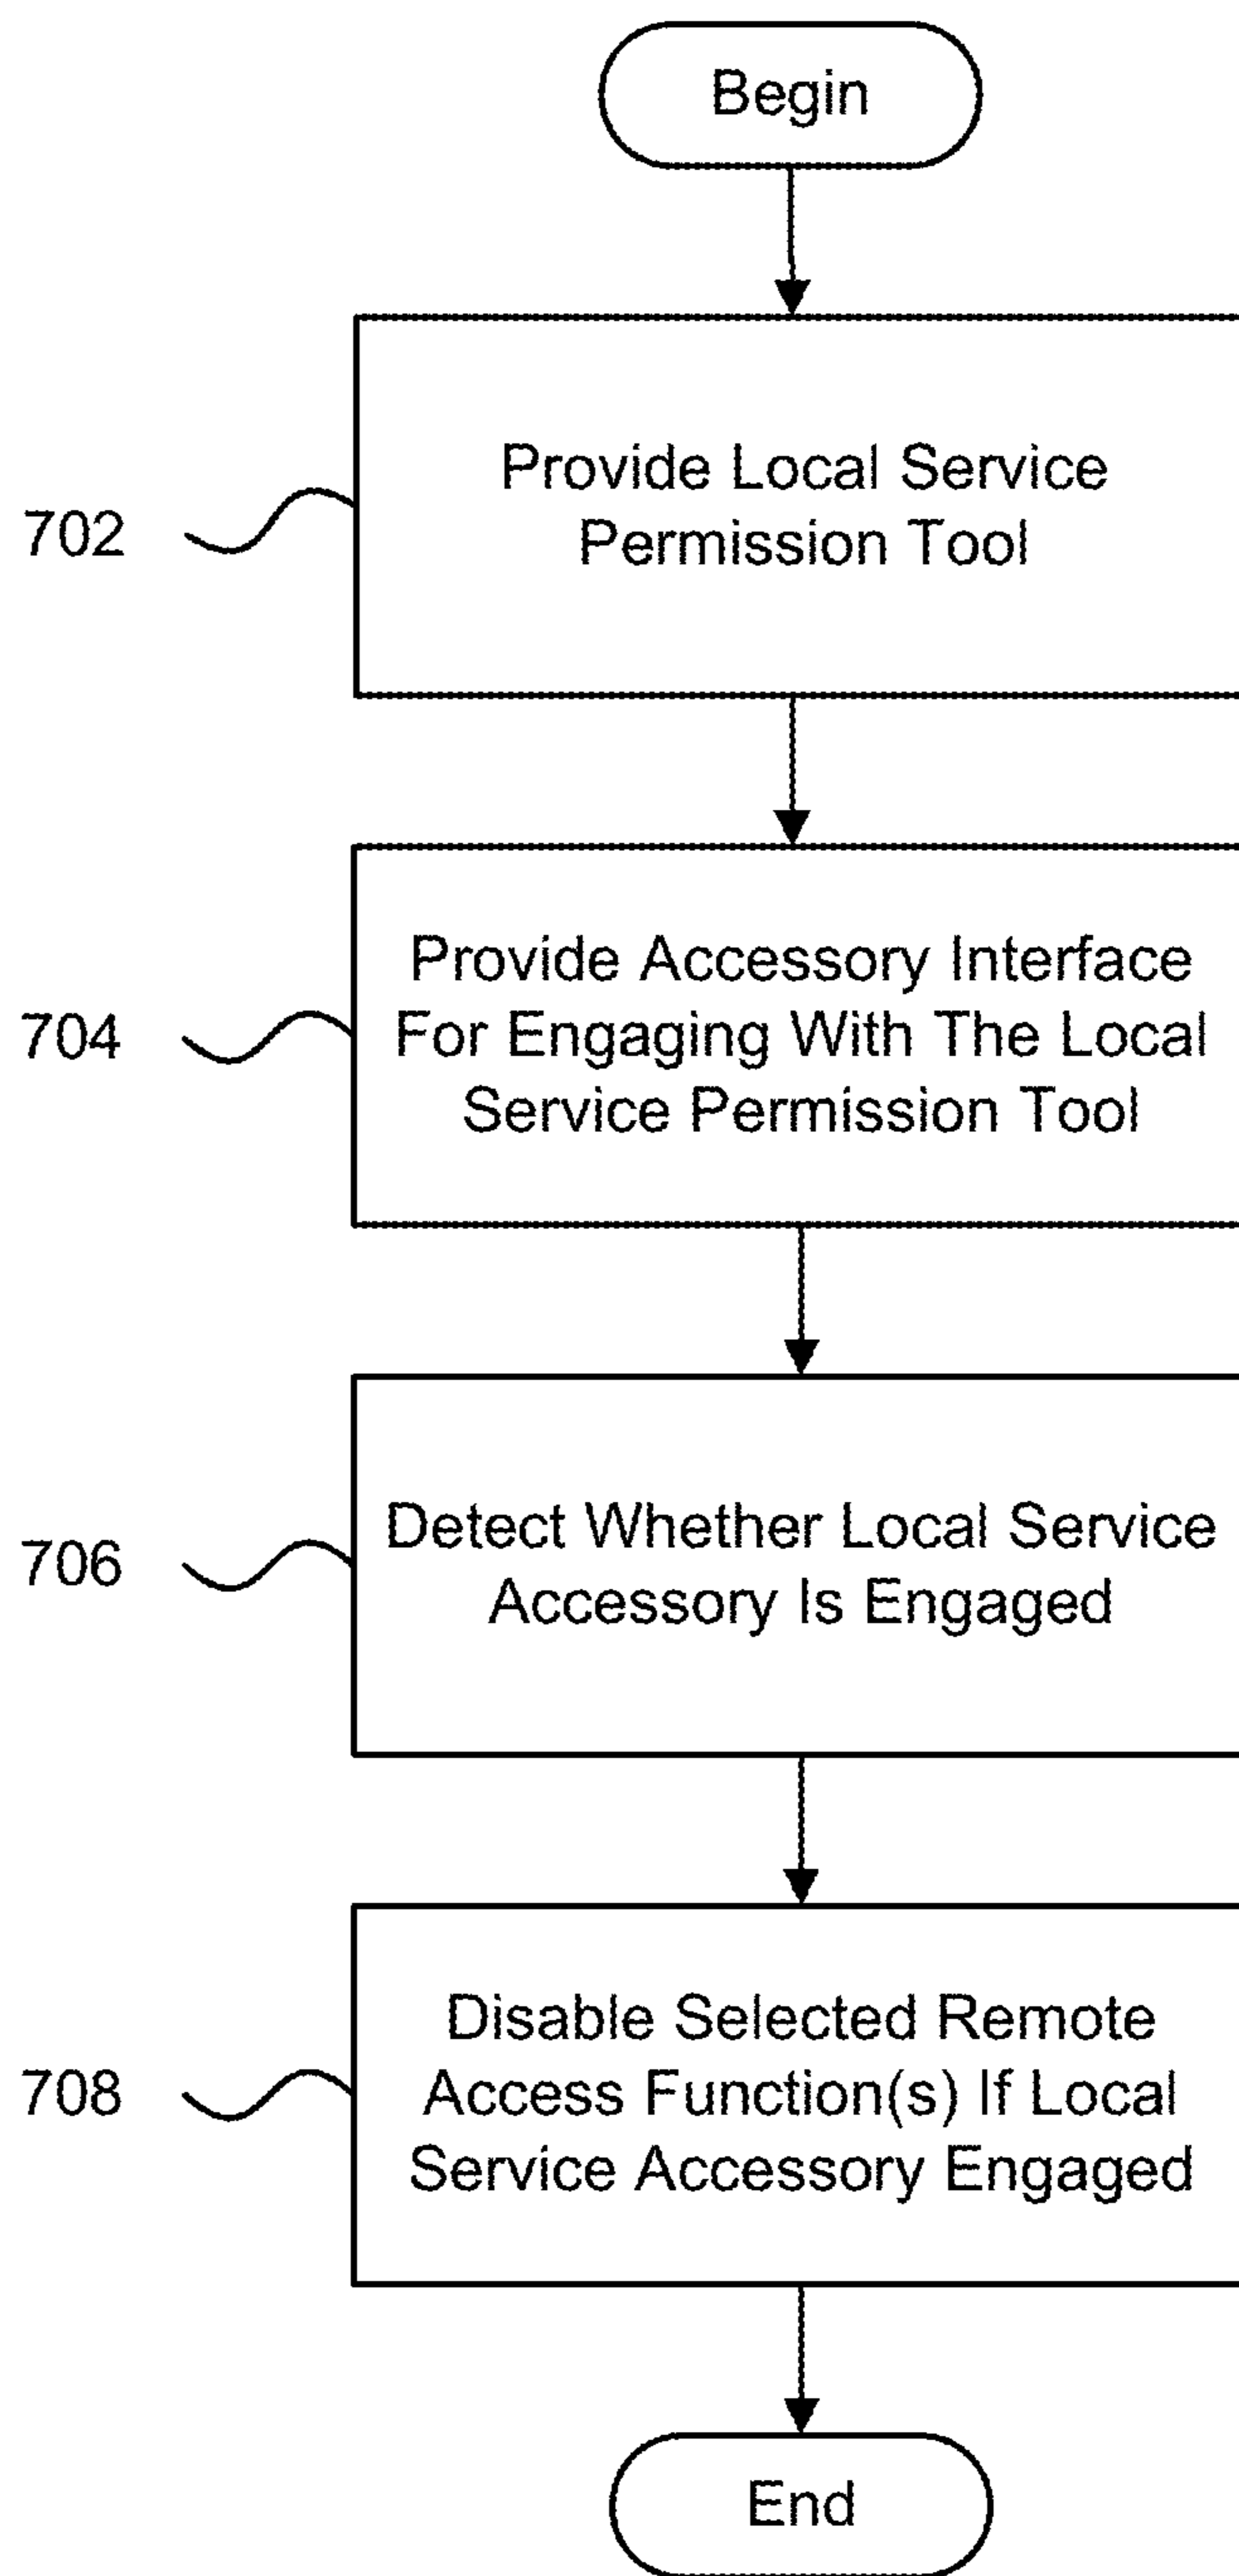 Begin
702
Provide Local Service
Permission Tool
704
Provide Accessory Interface
For Engaging With The Local
Service Permission Tool
706
Detect Whether Local Service
Accessory Is Engaged
708
Disable Selected Remote
Access Function(s) If Local
Service Accessory Engaged
End